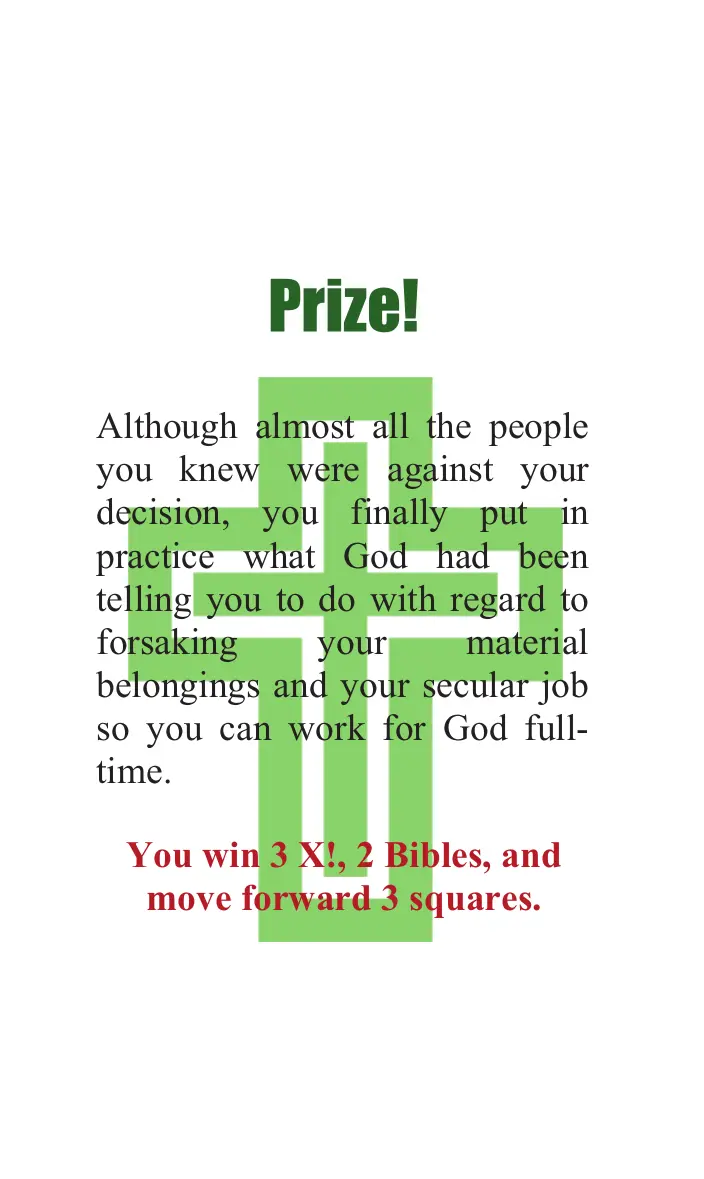 Prize!
Although almost all the people
you knew were against your
decision, you finally put in
practice what God had been
telling you to do with regard to
forsaking your material
belongings and your secular job
so you can work for God full-
time.
You win 3 X!, 2 Bibles, and
move forward 3 squares.